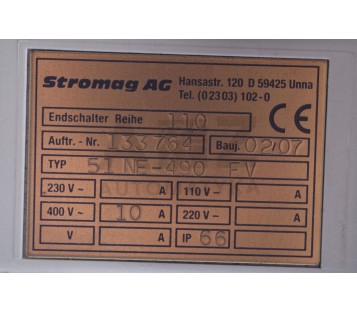 Stromag AG Hansastr. 120 D 59425 Unna
Tel. (02303) 102-0
Endschalter Reihe 110 CE
Auftr. - Nr. 133764 Bauj. 02/07
TYP 51 NE-490 FV
230 V ~ A 110 V - A
400 V ~ 10 A 220 V - A
V A IP 66